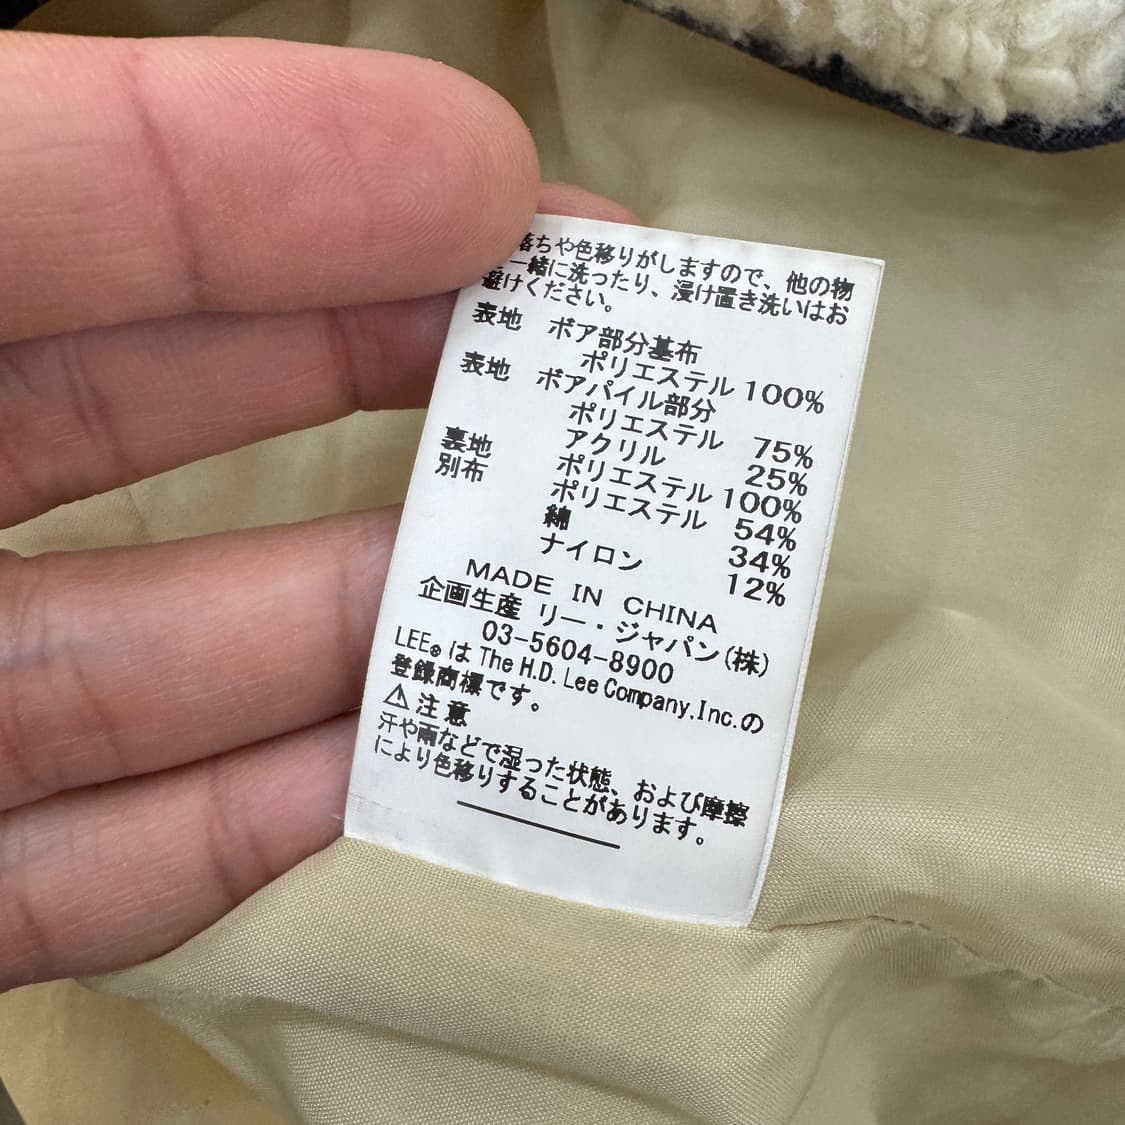 落ちや色移りがしますので、他の物
一緒に洗ったり、浸け置き洗いはお
避けください。
表地 ボア部分基布
ポリエステル 100%
表地 ボアパイル部分
ポリエステル 75%
アクリル 25%
裏地 ポリエステル 100%
別布 ポリエステル 54%
綿 34%
ナイロン 12%
MADE IN CHINA
企画生産 リー・ジャパン(株)
03-5604-8900
LEE® は The H.D. Lee Company,Inc.の
登録商標です。
⚠注意
汗や雨などで湿った状態、および摩擦
により色移りすることがあります。